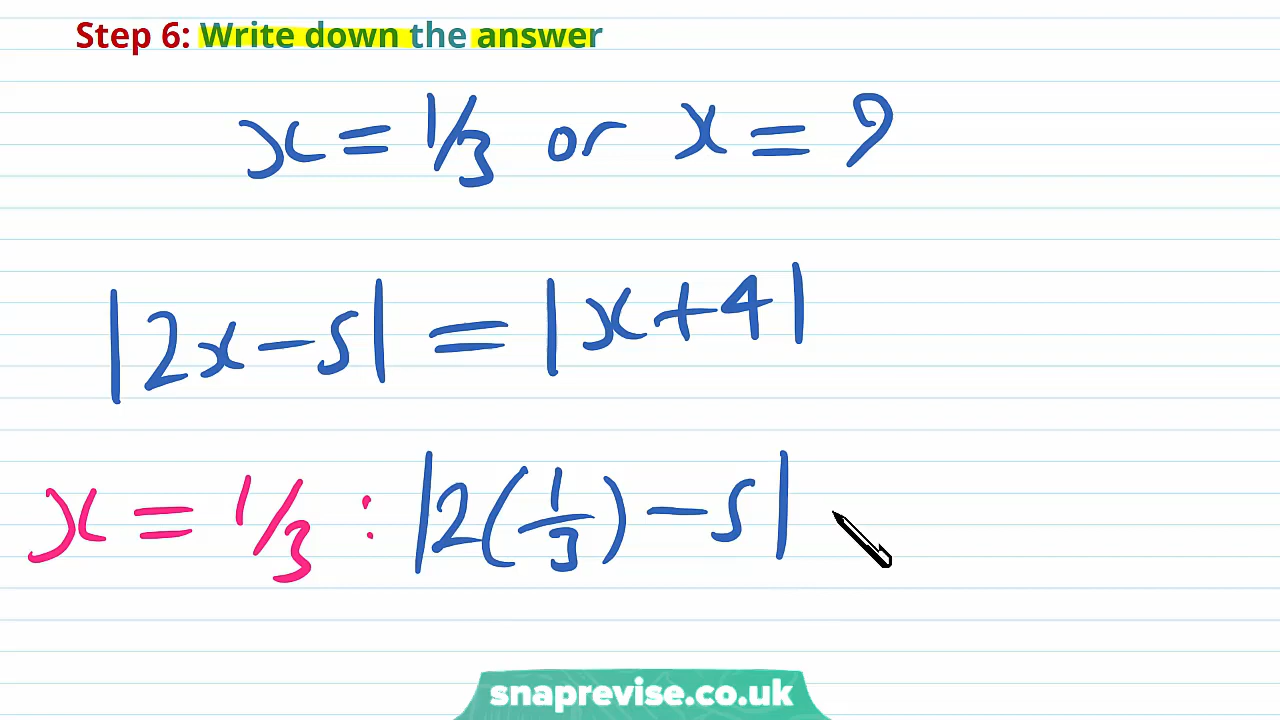 Step 6: Write down the answer
x = 1/3 or x = 9
|2x - 5| = |x + 4|
x = 1/3 : |2(1/3) - 5|
snaprevise.co.uk